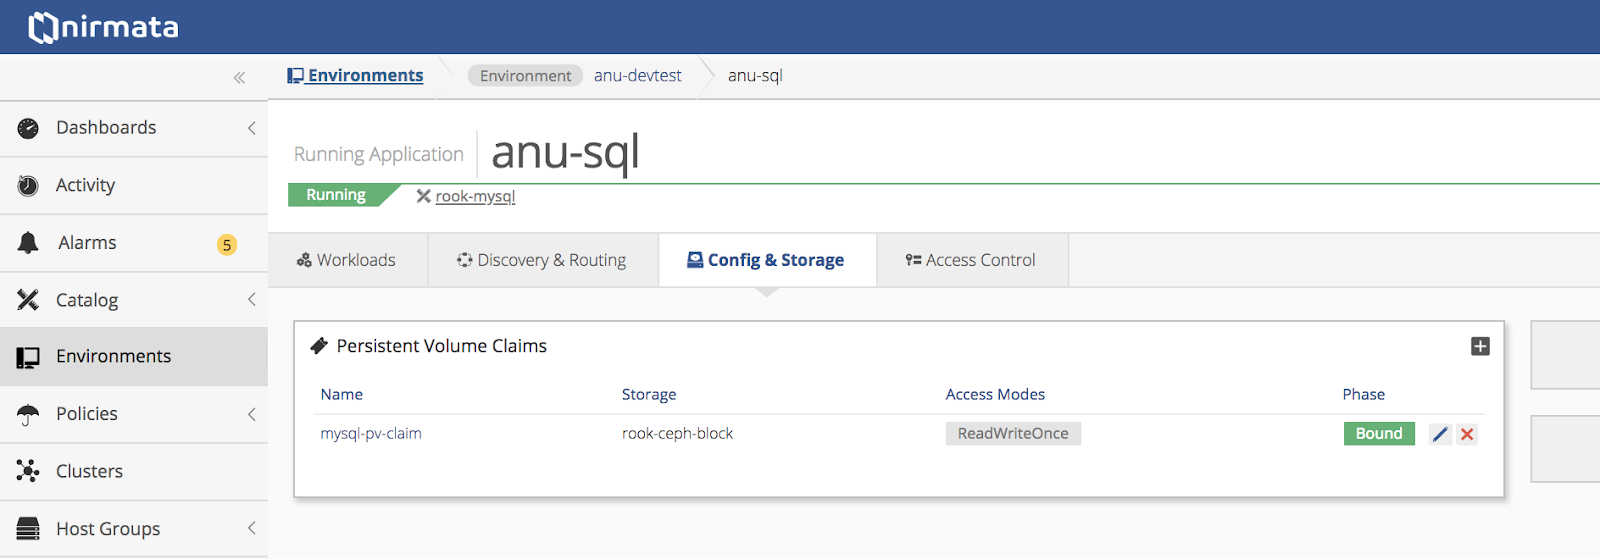 nirmata
«
Environments Environment anu-devtest anu-sql
Dashboards
Activity
Alarms 5
Catalog
Environments
Policies
Clusters
Host Groups
Running Application anu-sql
Running rook-mysql
Workloads Discovery & Routing Config & Storage Access Control
Persistent Volume Claims
Name Storage Access Modes Phase
mysql-pv-claim rook-ceph-block ReadWriteOnce Bound